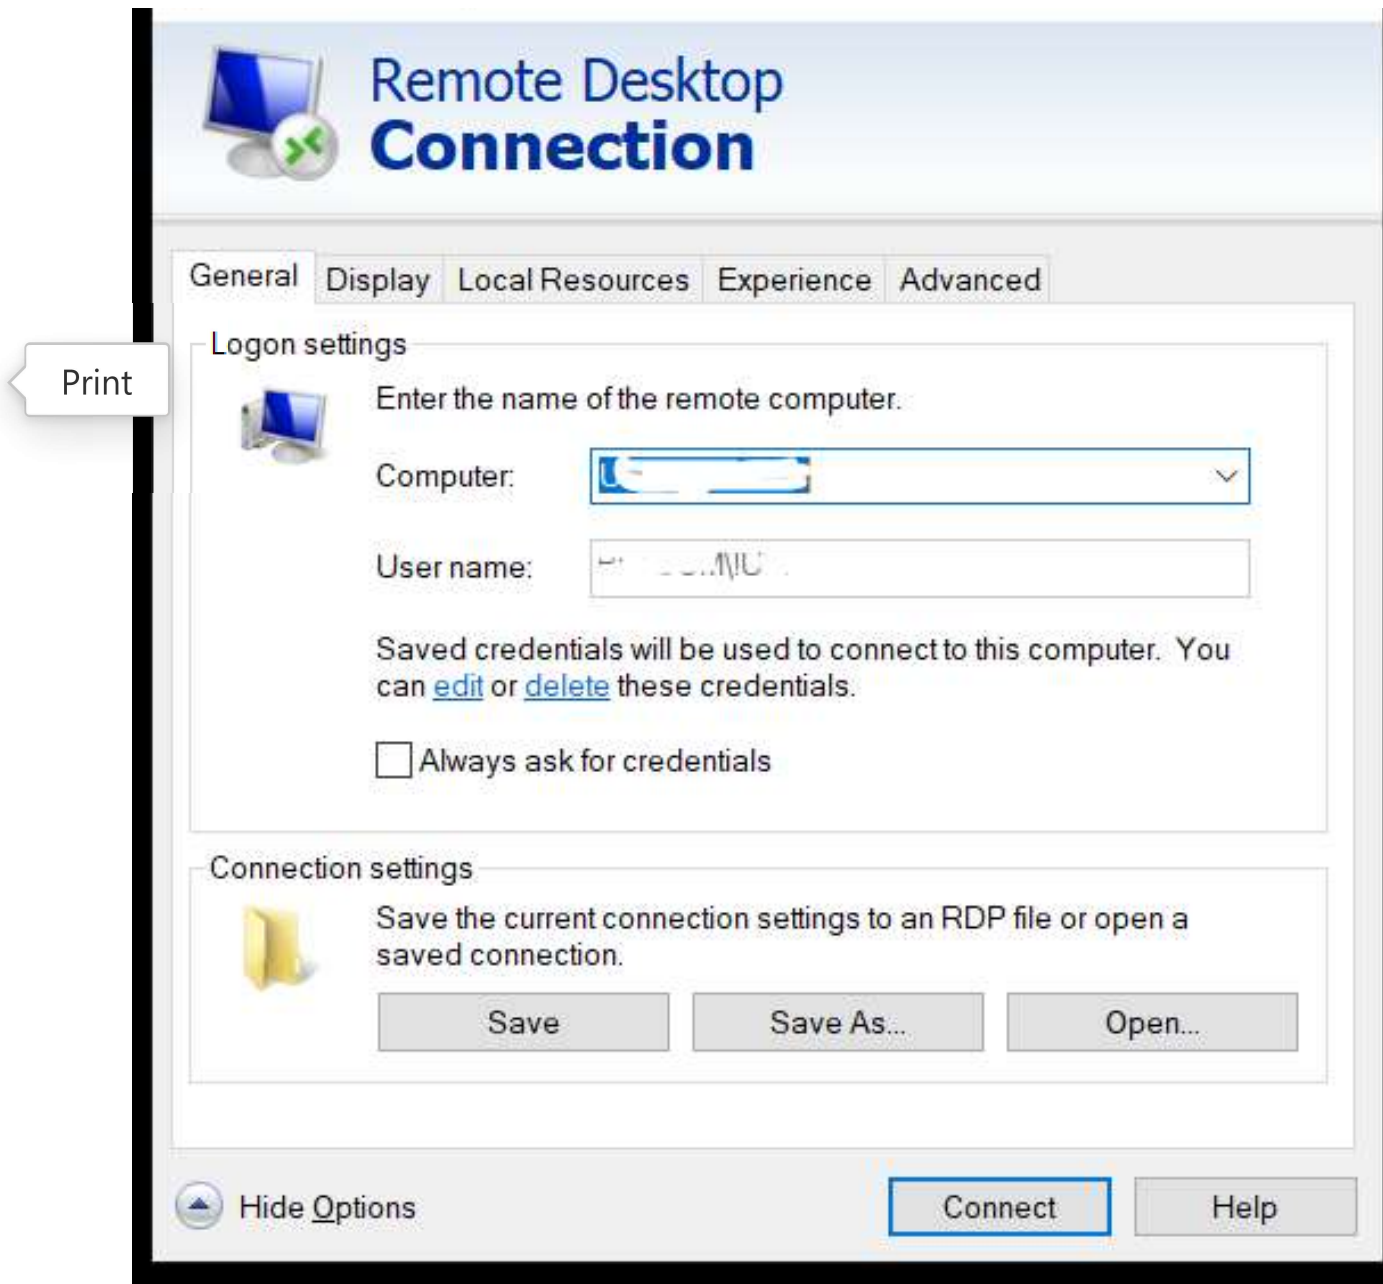 Remote Desktop
Connection
General
Display
Local Resources
Experience
Advanced
Logon settings
Print
Enter the name of the remote computer.
Computer:
User name:
Saved credentials will be used to connect to this computer. You
can edit or delete these credentials.
Always ask for credentials
Connection settings
Save the current connection settings to an RDP file or open a
saved connection.
Save
Save As...
Open...
Hide Options
Connect
Help